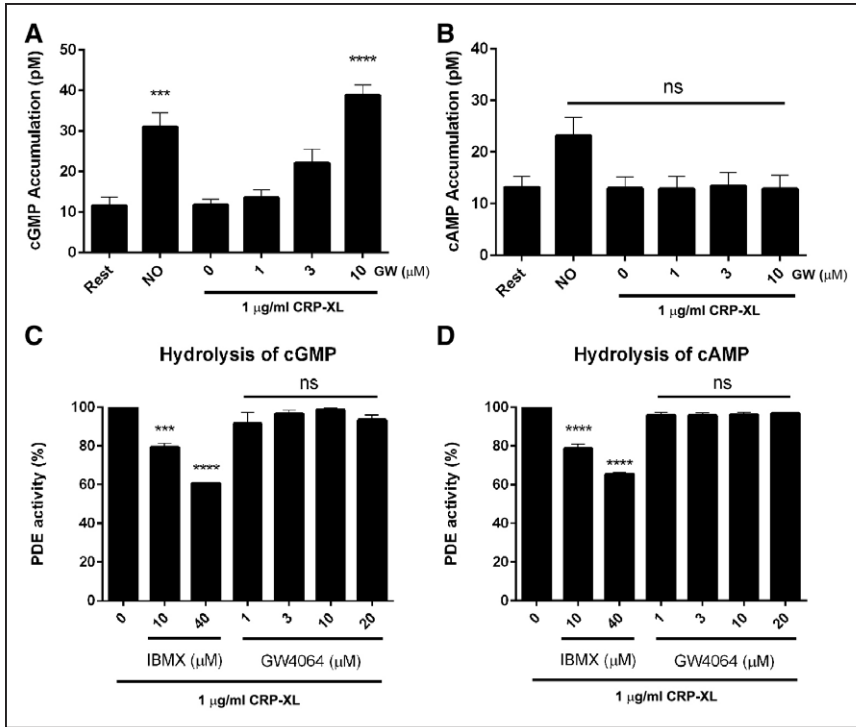 A
cGMP Accumulation (pM)
50
40
30
20
10
0
***
****
Rest
NO
0
1
3
10
GW (μM)
1 μg/ml CRP-XL
B
cAMP Accumulation (pM)
40
30
20
10
0
ns
Rest
NO
0
1
3
10
GW (μM)
1 μg/ml CRP-XL
C
Hydrolysis of cGMP
PDE activity (%)
100
80
60
40
20
0
***
****
ns
0
10
40
1
3
10
20
IBMX (μM)
GW4064 (μM)
1 μg/ml CRP-XL
D
Hydrolysis of cAMP
PDE activity (%)
100
80
60
40
20
0
****
****
ns
0
10
40
1
3
10
20
IBMX (μM)
GW4064 (μM)
1 μg/ml CRP-XL